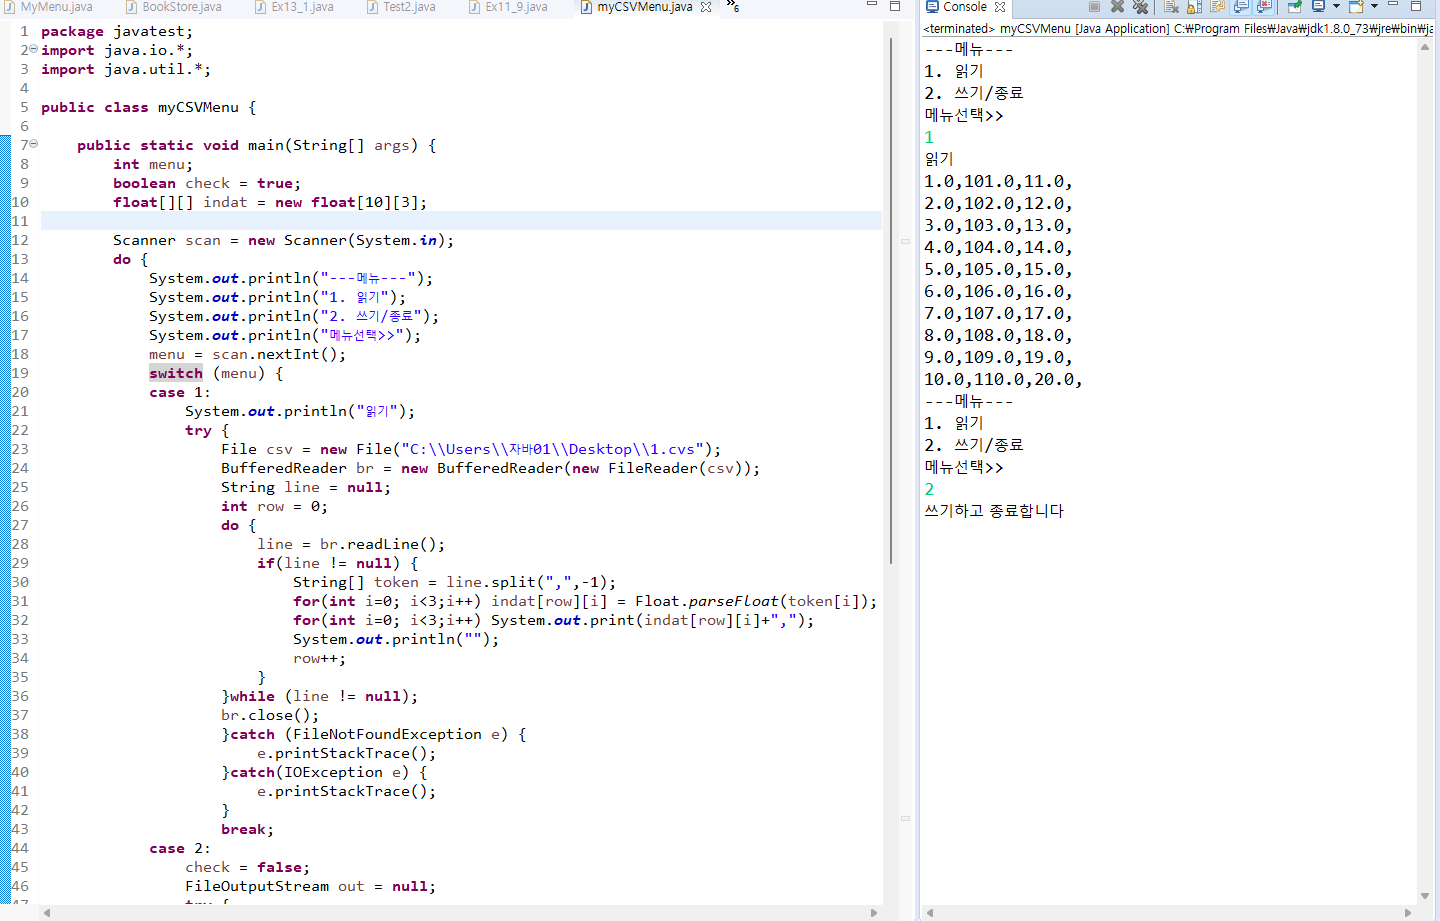 MyMenu.java BookStore.java Ex13_1.java Test2.java Ex11_9.java myCSVMenu.java »6
1 package javatest;
2 import java.io.*;
3 import java.util.*;
4
5 public class myCSVMenu {
6
7 public static void main(String[] args) {
8 int menu;
9 boolean check = true;
10 float[][] indat = new float[10][3];
11
12 Scanner scan = new Scanner(System.in);
13 do {
14 System.out.println("---메뉴---");
15 System.out.println("1. 읽기");
16 System.out.println("2. 쓰기/종료");
17 System.out.println("메뉴선택>>");
18 menu = scan.nextInt();
19 switch (menu) {
20 case 1:
21 System.out.println("읽기");
22 try {
23 File csv = new File("C:\\Users\\자바01\\Desktop\\1.cvs");
24 BufferedReader br = new BufferedReader(new FileReader(csv));
25 String line = null;
26 int row = 0;
27 do {
28 line = br.readLine();
29 if(line != null) {
30 String[] token = line.split(",",-1);
31 for(int i=0; i<3;i++) indat[row][i] = Float.parseFloat(token[i]);
32 for(int i=0; i<3;i++) System.out.print(indat[row][i]+",");
33 System.out.println("");
34 row++;
35 }
36 }while (line != null);
37 br.close();
38 }catch (FileNotFoundException e) {
39 e.printStackTrace();
40 }catch(IOException e) {
41 e.printStackTrace();
42 }
43 break;
44 case 2:
45 check = false;
46 FileOutputStream out = null;
47 try {
Console
<terminated> myCSVMenu [Java Application] C:₩Program Files₩Java₩jdk1.8.0_73₩jre₩bin₩ja
---메뉴---
1. 읽기
2. 쓰기/종료
메뉴선택>>
1
읽기
1.0,101.0,11.0,
2.0,102.0,12.0,
3.0,103.0,13.0,
4.0,104.0,14.0,
5.0,105.0,15.0,
6.0,106.0,16.0,
7.0,107.0,17.0,
8.0,108.0,18.0,
9.0,109.0,19.0,
10.0,110.0,20.0,
---메뉴---
1. 읽기
2. 쓰기/종료
메뉴선택>>
2
쓰기하고 종료합니다